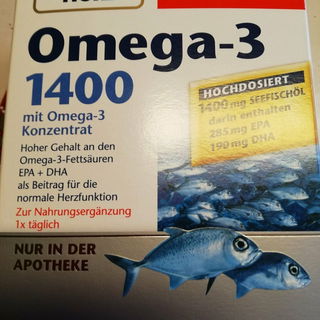 Omega-3
1400
mit Omega-3
Konzentrat
Hoher Gehalt an den
Omega-3-Fettsäuren
EPA + DHA
als Beitrag für die
normale Herzfunktion
Zur Nahrungsergänzung
1x täglich
HOCHDOSIERT
1400 mg SEEFISCHÖL
darin enthalten
285 mg EPA
190 mg DHA
NUR IN DER
APOTHEKE